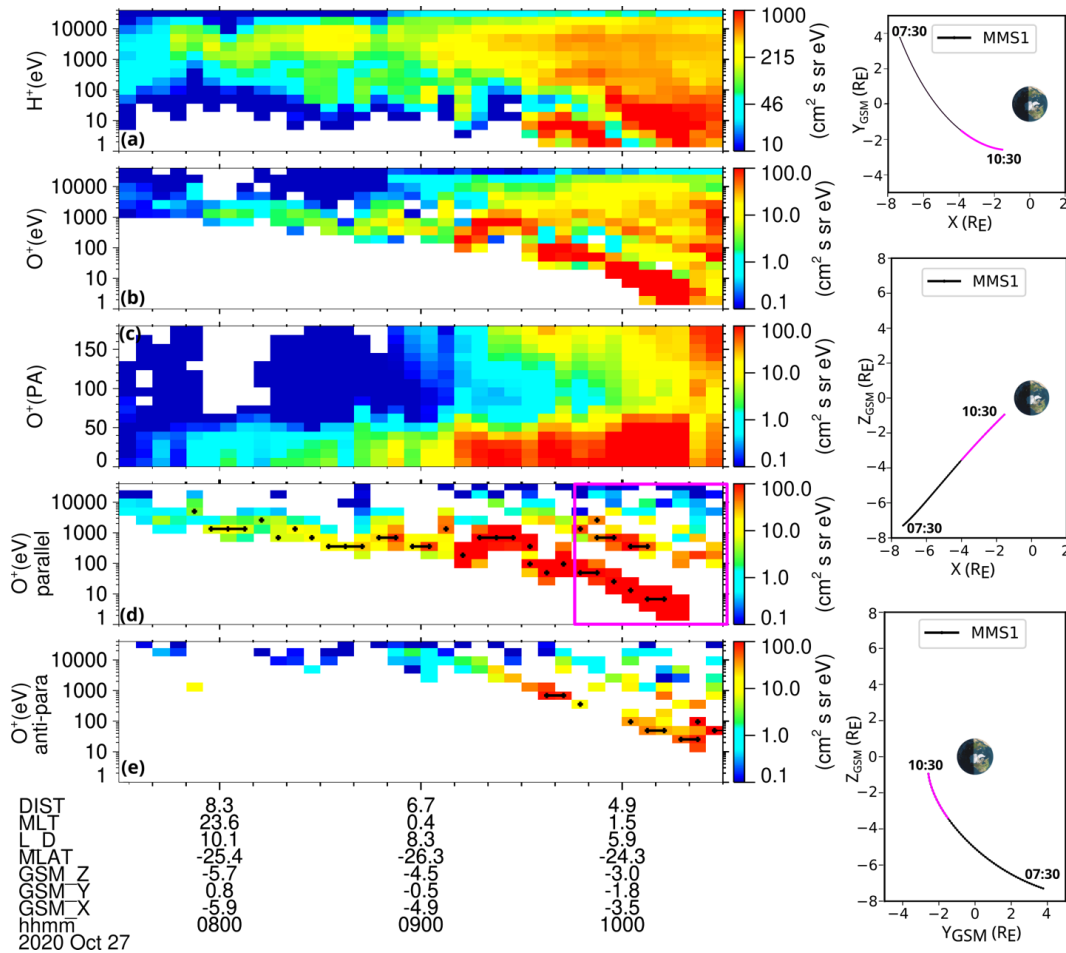 H⁺(eV)
10000
1000
100
10
1
(a)
1000
215
46
10
(cm² s sr eV)
O⁺(eV)
10000
1000
100
10
1
(b)
100.0
10.0
1.0
0.1
(cm² s sr eV)
O⁺(PA)
150
100
50
0
(c)
100.0
10.0
1.0
0.1
(cm² s sr eV)
O⁺(eV)
parallel
10000
1000
100
10
1
(d)
100.0
10.0
1.0
0.1
(cm² s sr eV)
O⁺(eV)
anti-para
10000
1000
100
10
1
(e)
100.0
10.0
1.0
0.1
(cm² s sr eV)
DIST 8.3 6.7 4.9
MLT 23.6 0.4 1.5
L_D 10.1 8.3 5.9
MLAT -25.4 -26.3 -24.3
GSM_Z -5.7 -4.5 -3.0
GSM_Y 0.8 -0.5 -1.8
GSM_X -5.9 -4.9 -3.5
hhmm 0800 0900 1000
2020 Oct 27
07:30
MMS1
10:30
4
2
0
−2
−4
Y_GSM (R_E)
−8 −6 −4 −2 0 2
X (R_E)
MMS1
10:30
07:30
8
6
4
2
0
−2
−4
−6
−8
Z_GSM (R_E)
−8 −6 −4 −2 0 2
X (R_E)
MMS1
10:30
07:30
8
6
4
2
0
−2
−4
−6
−8
Z_GSM (R_E)
−4 −2 0 2 4
Y_GSM (R_E)